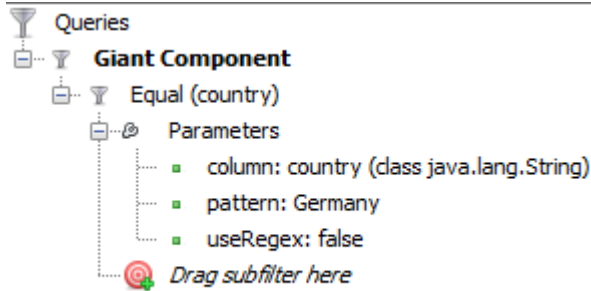 Queries
Giant Component
Equal (country)
Parameters
column: country (class java.lang.String)
pattern: Germany
useRegex: false
Drag subfilter here